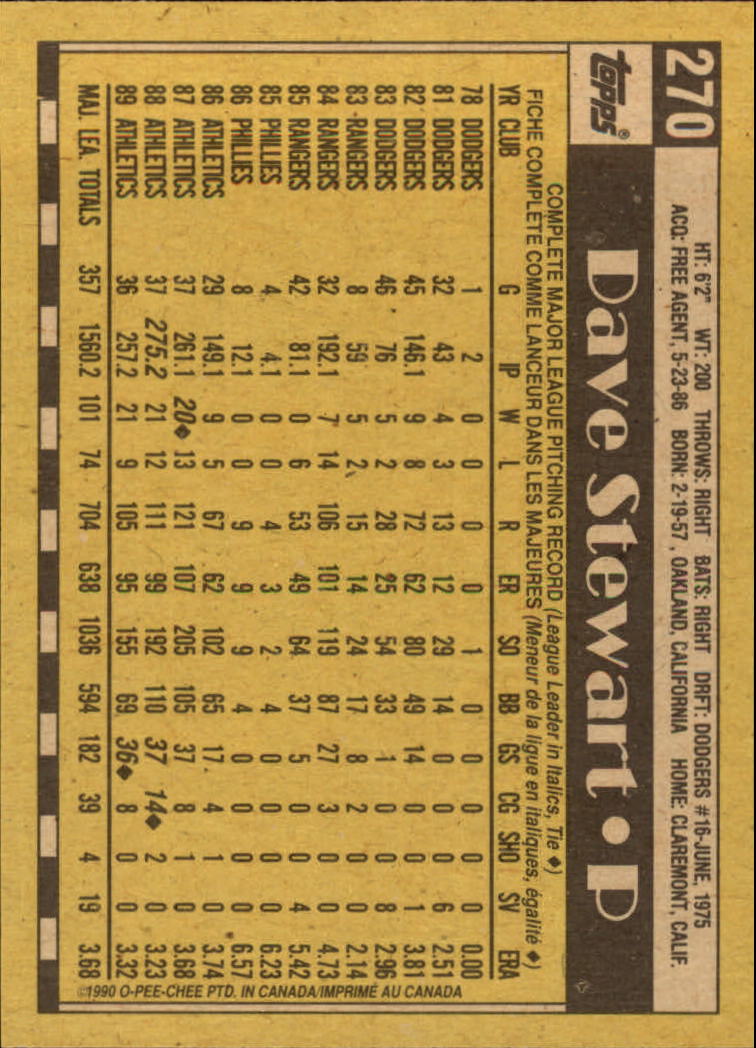 270
HT: 6'2" WT: 200 THROWS: RIGHT BATS: RIGHT DRFT: DODGERS #16-JUNE, 1975
ACQ: FREE AGENT, 5-23-86 BORN: 2-19-57, OAKLAND, CALIFORNIA HOME: CLAREMONT, CALIF.
topps®
Dave Stewart • P
COMPLETE MAJOR LEAGUE PITCHING RECORD (League Leader in Italics, Tie ◆)
FICHE COMPLÈTE COMME LANCEUR DANS LES MAJEURES (Meneur de la ligue en italiques, égalité ◆)
YR CLUB G IP W L R ER SO BB GS CG SHO SV ERA
78 DODGERS 1 2 0 0 0 0 1 0 0 0 0 0 0.00
81 DODGERS 32 43 4 3 13 12 29 14 0 0 0 6 2.51
82 DODGERS 45 146.1 9 8 72 62 80 49 14 0 0 1 3.81
83 DODGERS 46 76 5 2 28 25 54 33 1 0 0 8 2.96
83 RANGERS 8 59 5 2 15 14 24 17 8 2 0 0 2.14
84 RANGERS 32 192.1 7 14 106 101 119 87 27 3 0 0 4.73
85 RANGERS 42 81.1 0 6 53 49 64 37 5 0 0 4 5.42
85 PHILLIES 4 4.1 0 0 4 3 2 4 0 0 0 0 6.23
86 PHILLIES 8 12.1 0 0 9 9 9 4 0 0 0 0 6.57
86 ATHLETICS 29 149.1 9 5 67 62 102 65 17 4 1 0 3.74
87 ATHLETICS 37 261.1 20◆ 13 121 107 205 105 37 8 1 0 3.68
88 ATHLETICS 37 275.2 21 12 111 99 192 110 37 14◆ 2 0 3.23
89 ATHLETICS 36 257.2 21 9 105 95 155 69 36◆ 8 0 0 3.32
MAJ. LEA. TOTALS 357 1560.2 101 74 704 638 1036 594 182 39 4 19 3.68
©1990 O-PEE-CHEE PTD. IN CANADA/IMPRIMÉ AU CANADA